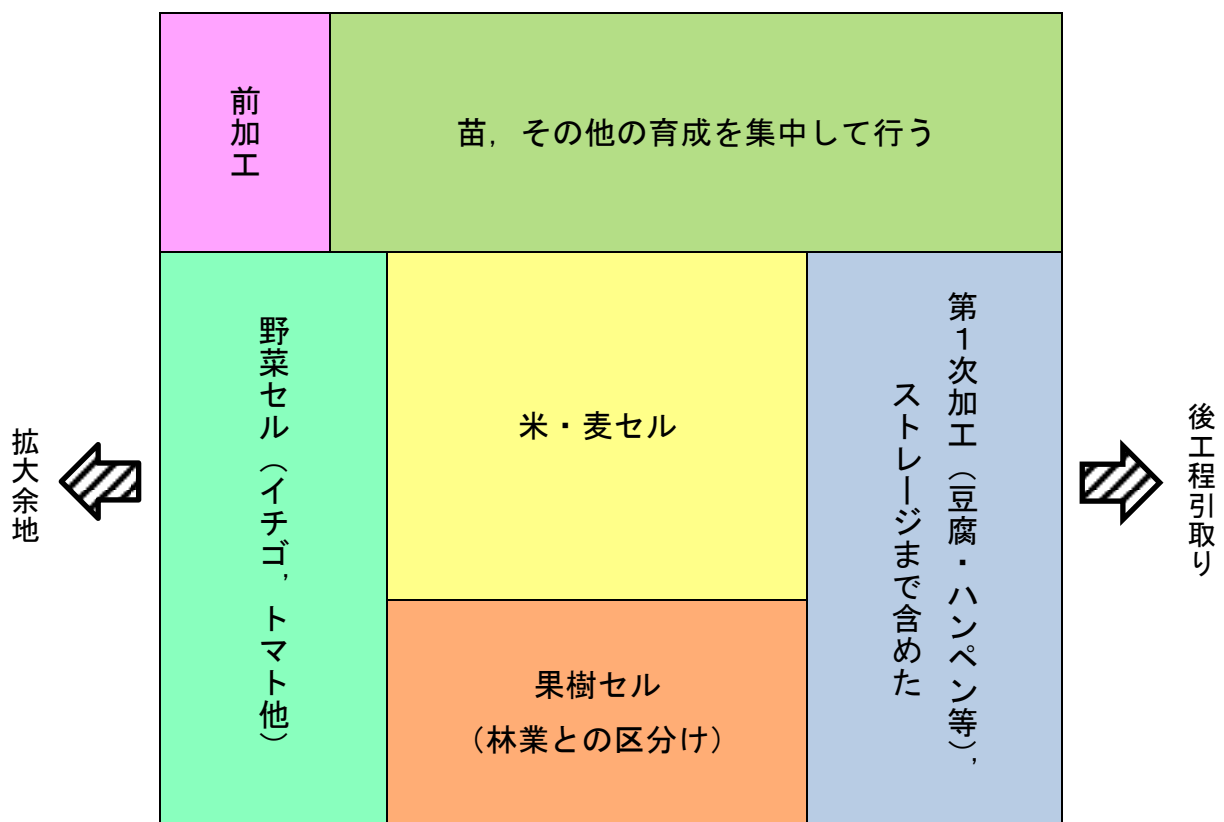 前加工
苗，その他の育成を集中して行う
拡大余地
野菜セル（イチゴ，トマト他）
米・麦セル
果樹セル
（林業との区分け）
第１次加工（豆腐・ハンペン等），
ストレージまで含めた
後工程引取り